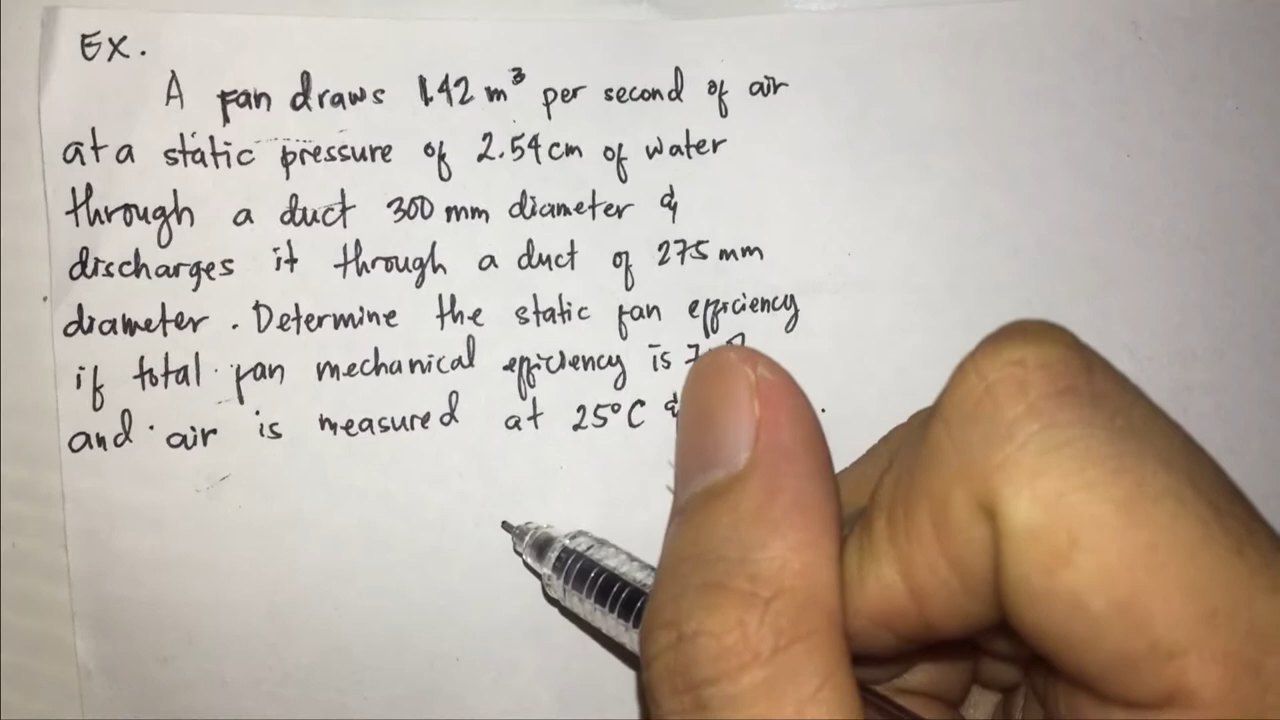 EX.
A fan draws 1.42 m³ per second of air
at a static pressure of 2.54 cm of water
through a duct 300 mm diameter &
discharges it through a duct of 275 mm
diameter. Determine the static fan efficiency
if total fan mechanical efficiency is
and air is measured at 25°C &